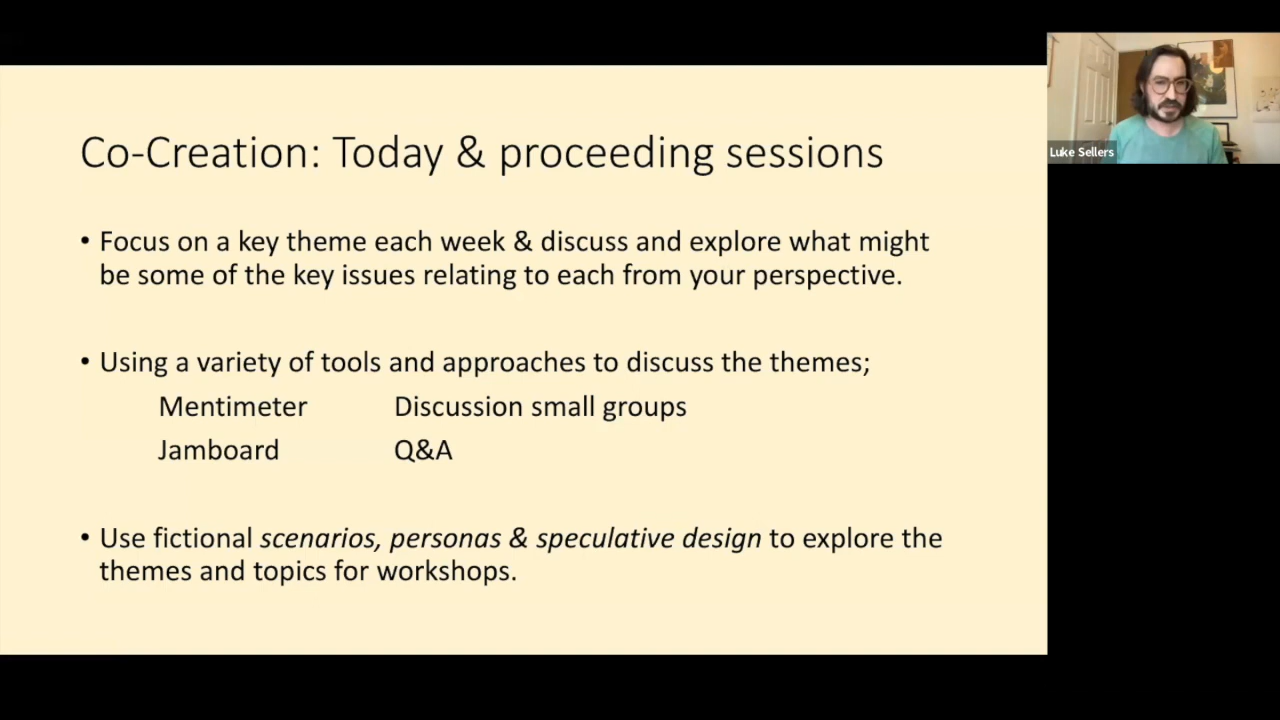 Co-Creation: Today & proceeding sessions
• Focus on a key theme each week & discuss and explore what might
be some of the key issues relating to each from your perspective.
• Using a variety of tools and approaches to discuss the themes;
Mentimeter Discussion small groups
Jamboard Q&A
• Use fictional scenarios, personas & speculative design to explore the
themes and topics for workshops.
Luke Sellers